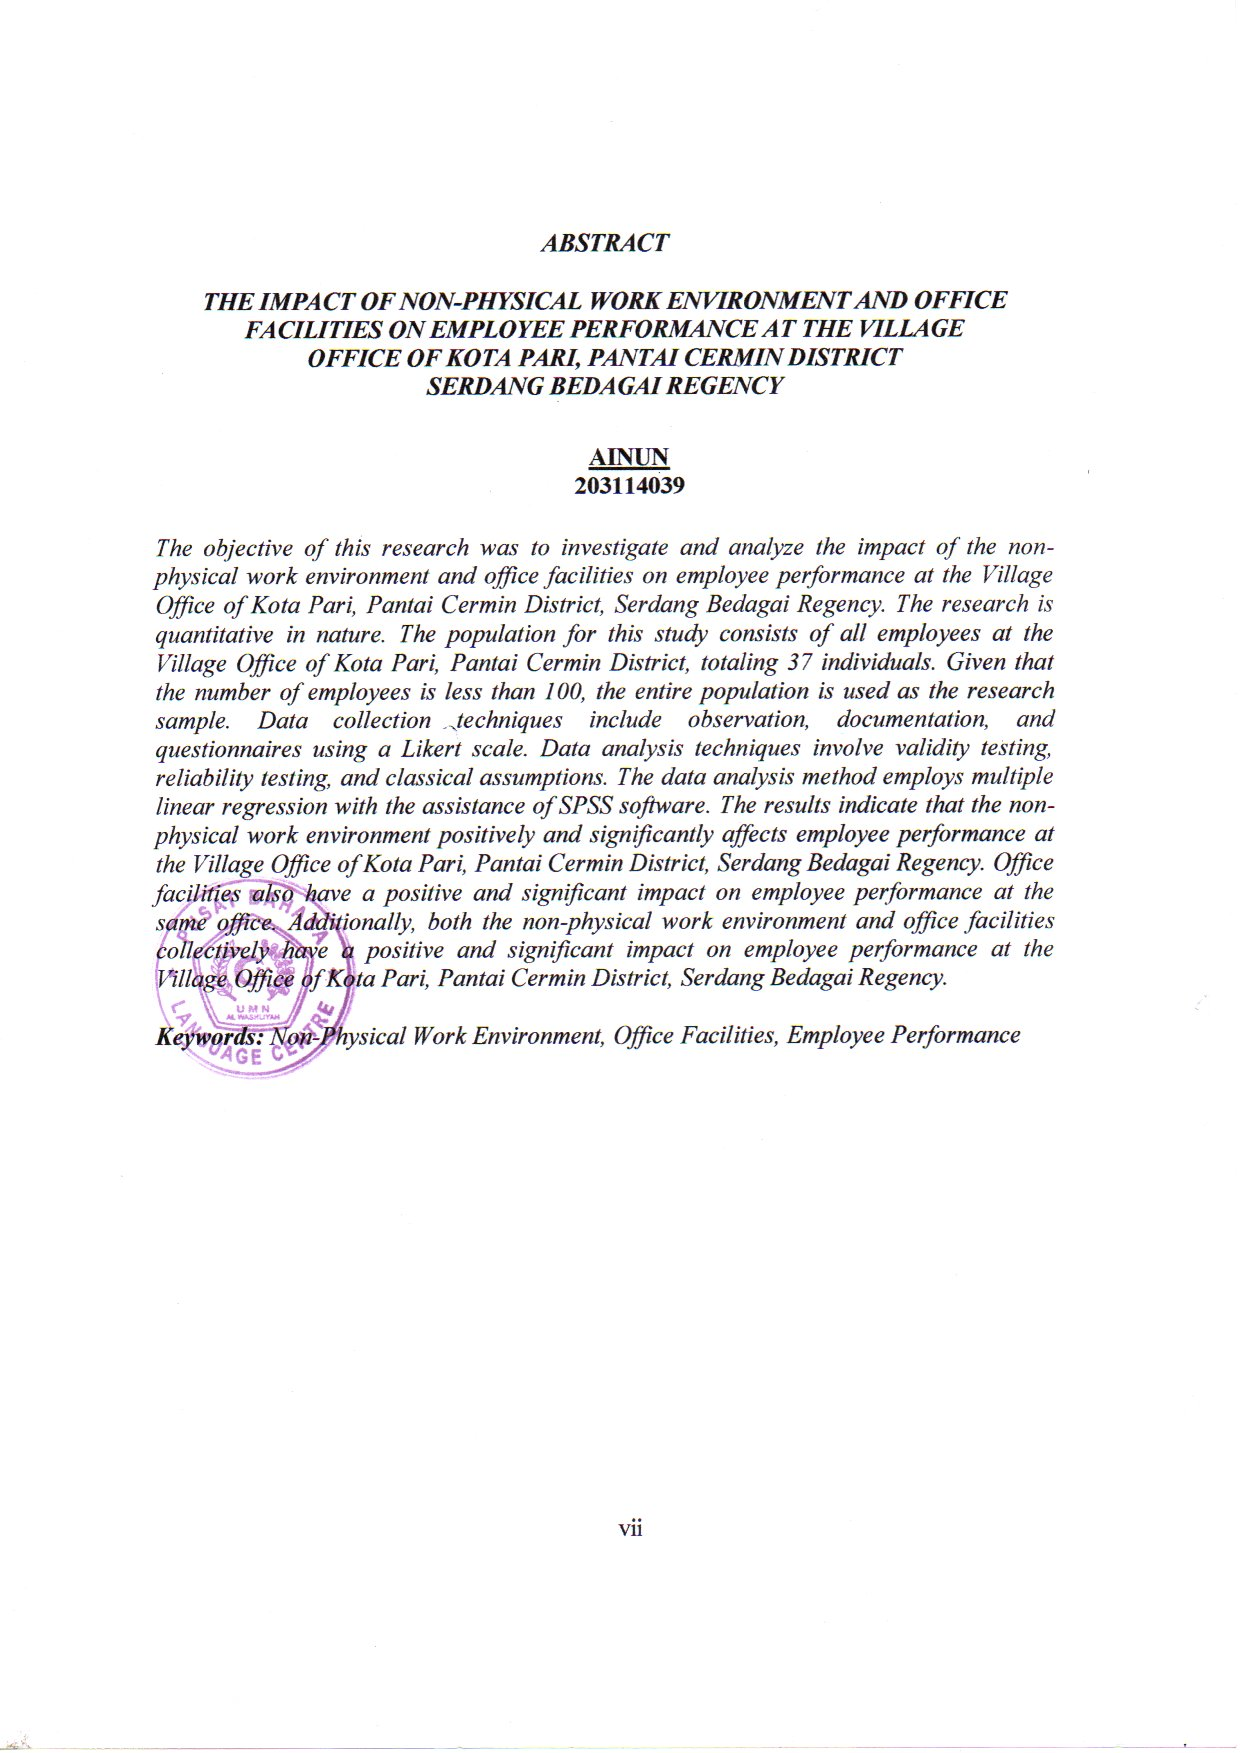 ABSTRACT
THE IMPACT OF NON-PHYSICAL WORK ENVIRONMENT AND OFFICE
FACILITIES ON EMPLOYEE PERFORMANCE AT THE VILLAGE
OFFICE OF KOTA PARI, PANTAI CERMIN DISTRICT
SERDANG BEDAGAI REGENCY
AINUN
203114039
The objective of this research was to investigate and analyze the impact of the non-
physical work environment and office facilities on employee performance at the Village
Office of Kota Pari, Pantai Cermin District, Serdang Bedagai Regency. The research is
quantitative in nature. The population for this study consists of all employees at the
Village Office of Kota Pari, Pantai Cermin District, totaling 37 individuals. Given that
the number of employees is less than 100, the entire population is used as the research
sample. Data collection techniques include observation, documentation, and
questionnaires using a Likert scale. Data analysis techniques involve validity testing,
reliability testing, and classical assumptions. The data analysis method employs multiple
linear regression with the assistance of SPSS software. The results indicate that the non-
physical work environment positively and significantly affects employee performance at
the Village Office of Kota Pari, Pantai Cermin District, Serdang Bedagai Regency. Office
facilities also have a positive and significant impact on employee performance at the
same office. Additionally, both the non-physical work environment and office facilities
collectively have a positive and significant impact on employee performance at the
Village Office of Kota Pari, Pantai Cermin District, Serdang Bedagai Regency.
Keywords: Non-Physical Work Environment, Office Facilities, Employee Performance
PUSAT BAHASA
UMN
AL WASHLIYAH
LANGUAGE CENTRE
vii